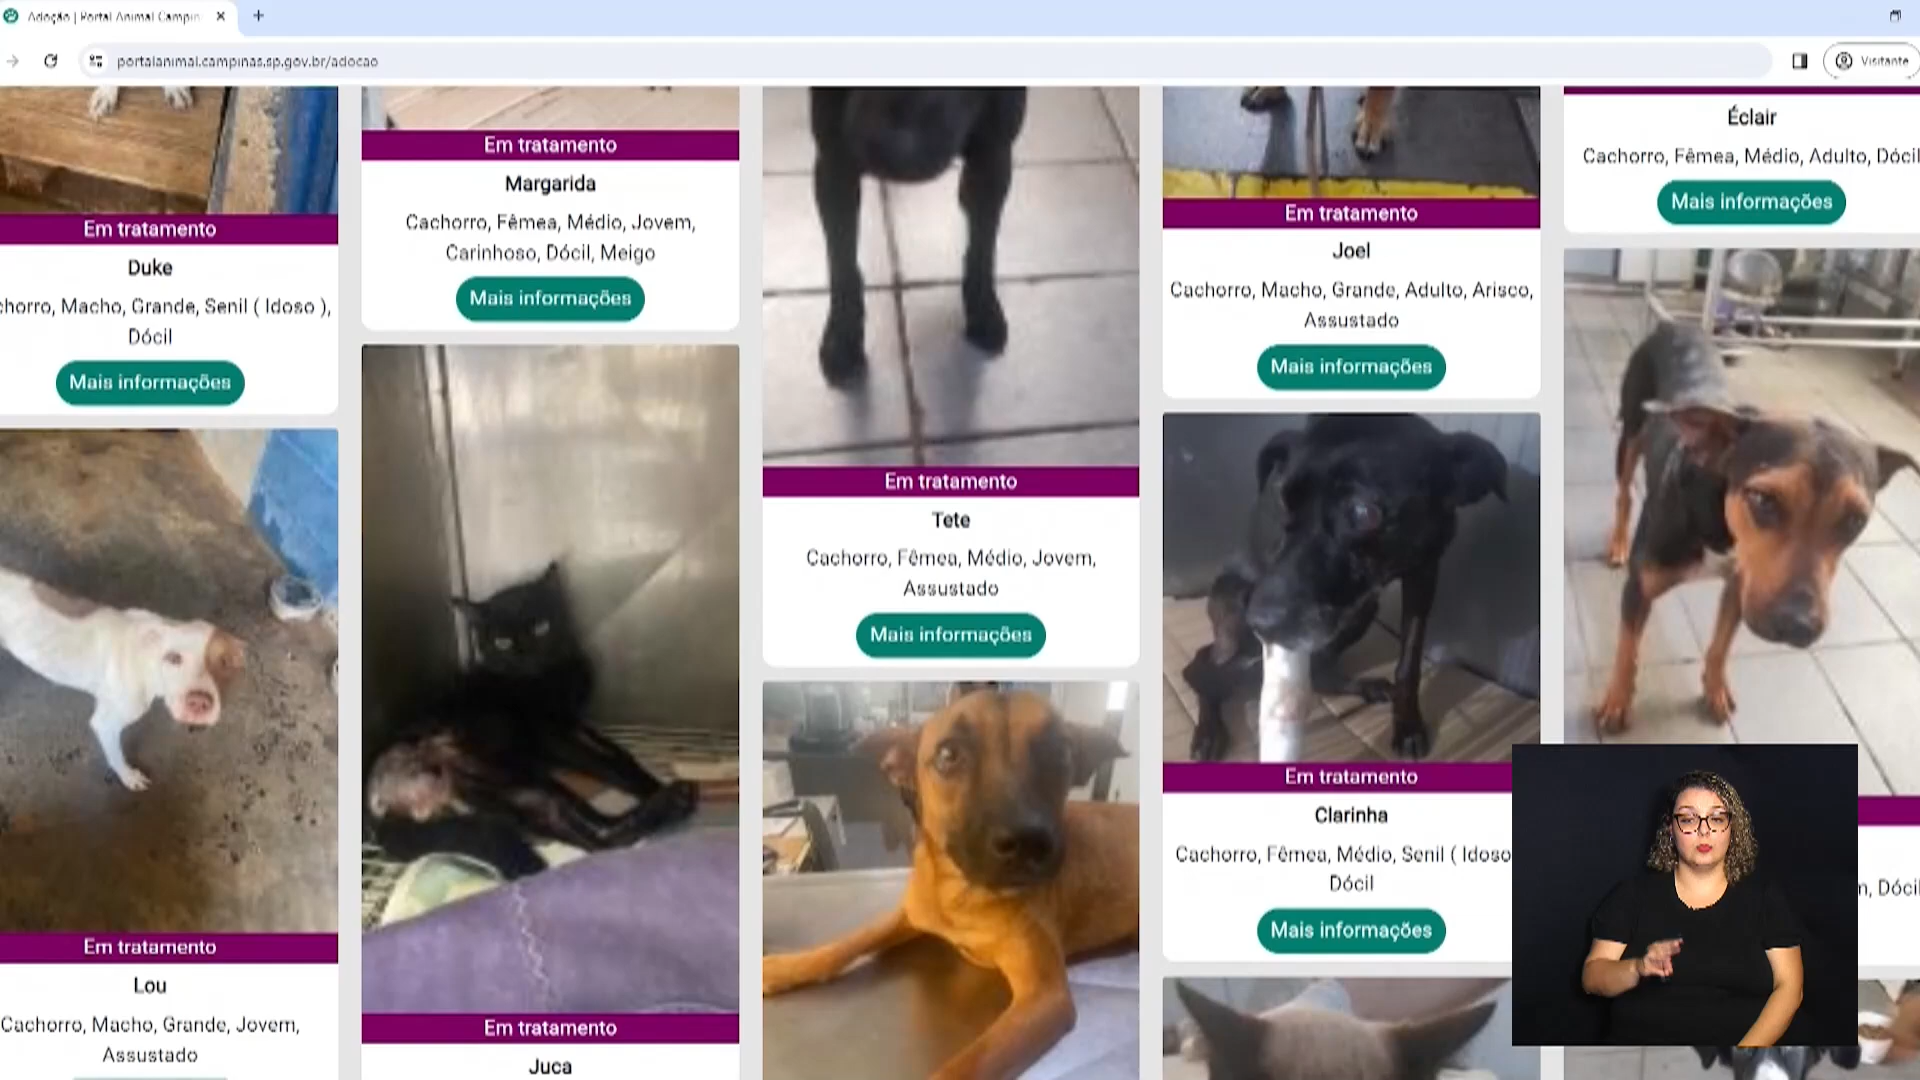 Adoção | Portal Animal Campin
portalanimal.campinas.sp.gov.br/adocao
Visitante
Em tratamento
Duke
chorro, Macho, Grande, Senil ( Idoso ),
Dócil
Mais informações
Em tratamento
Lou
Cachorro, Macho, Grande, Jovem,
Assustado
Em tratamento
Margarida
Cachorro, Fêmea, Médio, Jovem,
Carinhoso, Dócil, Meigo
Mais informações
Em tratamento
Juca
Em tratamento
Tete
Cachorro, Fêmea, Médio, Jovem,
Assustado
Mais informações
Em tratamento
Joel
Cachorro, Macho, Grande, Adulto, Arisco,
Assustado
Mais informações
Em tratamento
Clarinha
Cachorro, Fêmea, Médio, Senil ( Idoso
Dócil
Mais informações
Éclair
Cachorro, Fêmea, Médio, Adulto, Dócil
Mais informações
m, Dócil